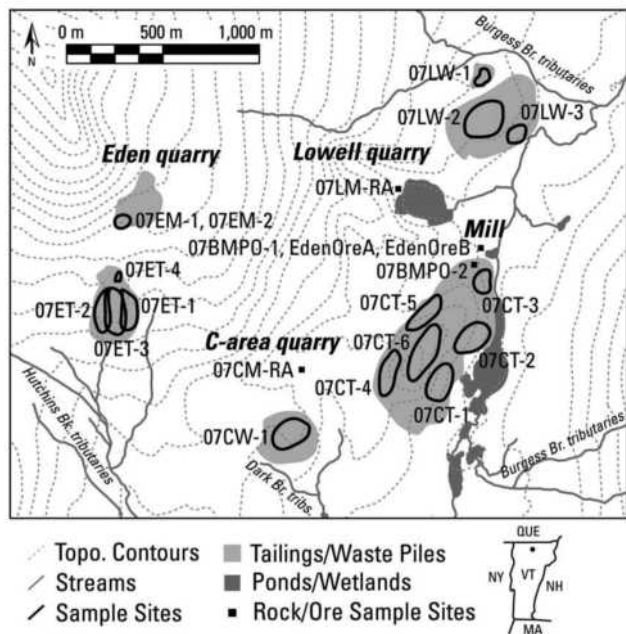 N
0 m 500 m 1,000 m
Burgess Br. tributaries
07LW-1
07LW-2
07LW-3
Eden quarry
Lowell quarry
07LM-RA
07EM-1, 07EM-2
Mill
07BMPO-1, EdenOreA, EdenOreB
07ET-4
07BMPO-2
07ET-2
07ET-1
07CT-5
07CT-3
07ET-3
C-area quarry
07CT-6
07CM-RA
07CT-2
07CT-4
07CT-1
Hutchins Bk. tributaries
07CW-1
Dark Br. tribs.
Burgess Br. tributaries
Topo. Contours
Tailings/Waste Piles
Streams
Ponds/Wetlands
Sample Sites
Rock/Ore Sample Sites
QUE
NY
VT
NH
MA